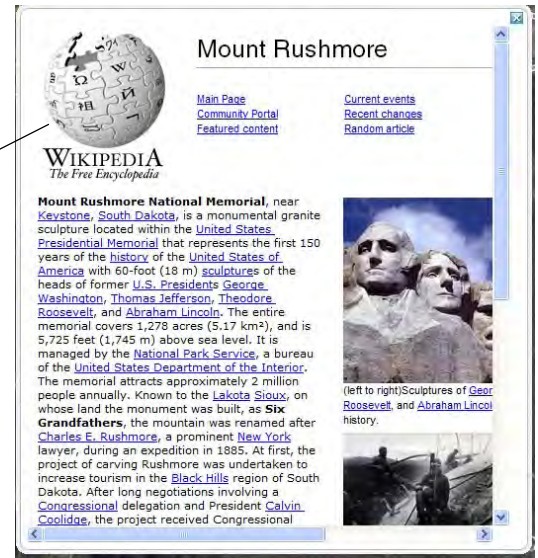 Mount Rushmore
Main Page
Community Portal
Featured content
Current events
Recent changes
Random article
WIKIPEDIA
The Free Encyclopedia
Mount Rushmore National Memorial, near
Keystone, South Dakota, is a monumental granite
sculpture located within the United States
Presidential Memorial that represents the first 150
years of the history of the United States of
America with 60-foot (18 m) sculptures of the
heads of former U.S. Presidents George
Washington, Thomas Jefferson, Theodore
Roosevelt, and Abraham Lincoln. The entire
memorial covers 1,278 acres (5.17 km²), and is
5,725 feet (1,745 m) above sea level. It is
managed by the National Park Service, a bureau
of the United States Department of the Interior.
The memorial attracts approximately 2 million
people annually. Known to the Lakota Sioux, on
whose land the monument was built, as Six
Grandfathers, the mountain was renamed after
Charles E. Rushmore, a prominent New York
lawyer, during an expedition in 1885. At first, the
project of carving Rushmore was undertaken to
increase tourism in the Black Hills region of South
Dakota. After long negotiations involving a
Congressional delegation and President Calvin
Coolidge, the project received Congressional
(left to right)Sculptures of Geor
Roosevelt, and Abraham Lincol
history.